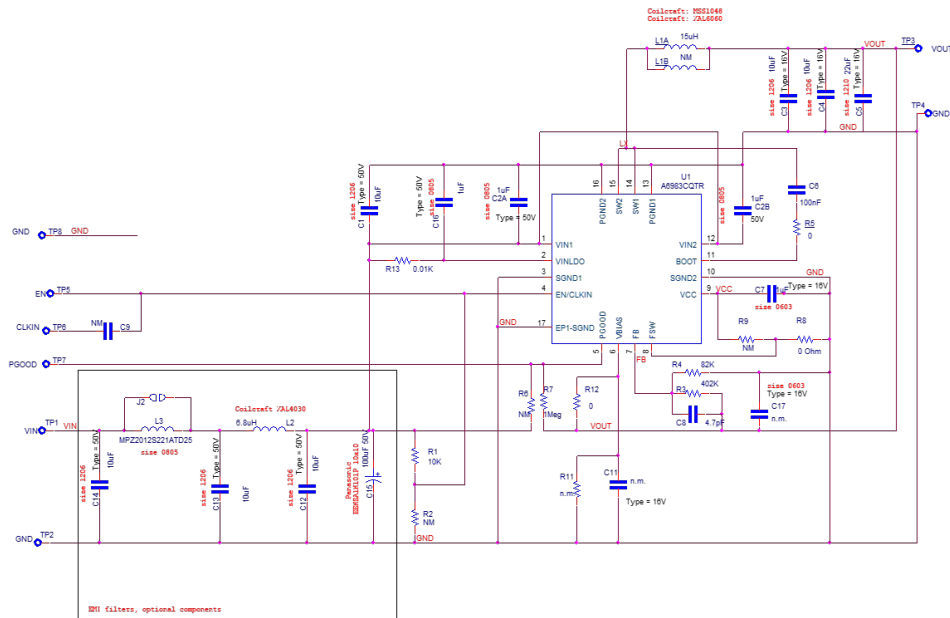 Coilcraft: MSS1048
Coilcraft: XAL6060
L1A 15uH
L1B NM
VOUT
TP3
VOUT
size 1206 10uF Type = 16V C3
size 1206 10uF Type = 16V C4
size 1210 22uF Type = 16V C5
TP4
GND
GND
LX
size 1206 Type = 50V 10uF C1
Type = 50V size 0805 1uF C16
size 0805 1uF C2A Type = 50V
U1
A6983CQTR
16 15 14 13
PGND2 SW2 SW1 PGND1
size 0805 1uF C2B 50V
C6
100nF
R5
0
GND TP8 GND
1 VIN1
VIN2 12
R13 0.01K
2 VINLDO
BOOT 11
3 SGND1
SGND2 10
GND
EN TP5
4 EN/CLKIN
VCC 9
VCC
C7 1uF Type = 16V
size 0603
CLKIN TP6
NM C9
GND 17 EP1-SGND
PGOOD VBIAS FB FSW
5 6 7 8
R9
NM
R8
0 Ohm
PGOOD TP7
FB
R4 82K
R3 402K
C8 4.7pF
size 0603
Type = 16V
C17
n.m.
R6
NM
R7
1Meg
R12
0
VOUT
J2
VIN TP1 VIN
L3
MPZ2012S221ATD25
size 0805
Coilcraft XAL4030
6.8uH L2
size 1206 Type = 50V 10uF C14
size 1206 Type = 50V 10uF C13
size 1206 Type = 50V 10uF C12
Panasonic
10x10
100uF 50V
C15
R1
10K
R2
NM
R11
n.m.
C11
n.m.
Type = 16V
GND TP2
GND
EMI filters, optional components